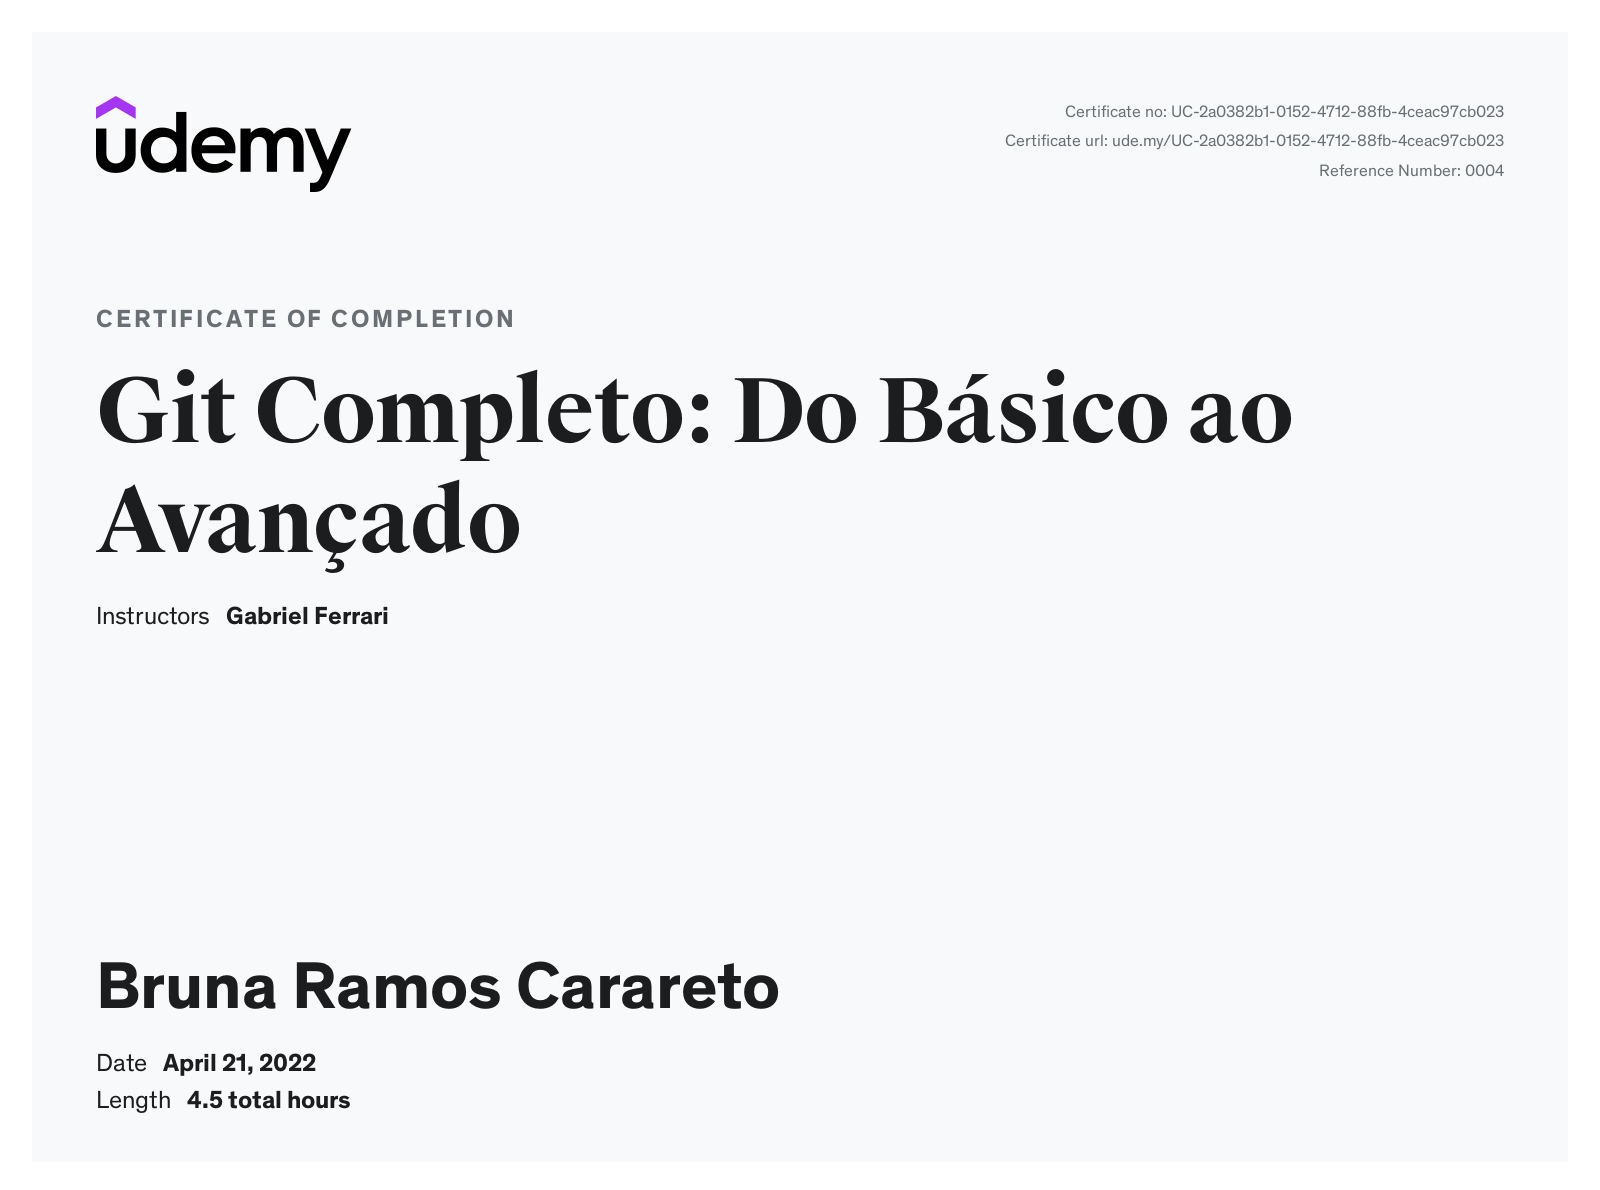 udemy
Certificate no: UC-2a0382b1-0152-4712-88fb-4ceac97cb023
Certificate url: ude.my/UC-2a0382b1-0152-4712-88fb-4ceac97cb023
Reference Number: 0004
CERTIFICATE OF COMPLETION
Git Completo: Do Básico ao
Avançado
Instructors Gabriel Ferrari
Bruna Ramos Carareto
Date April 21, 2022
Length 4.5 total hours